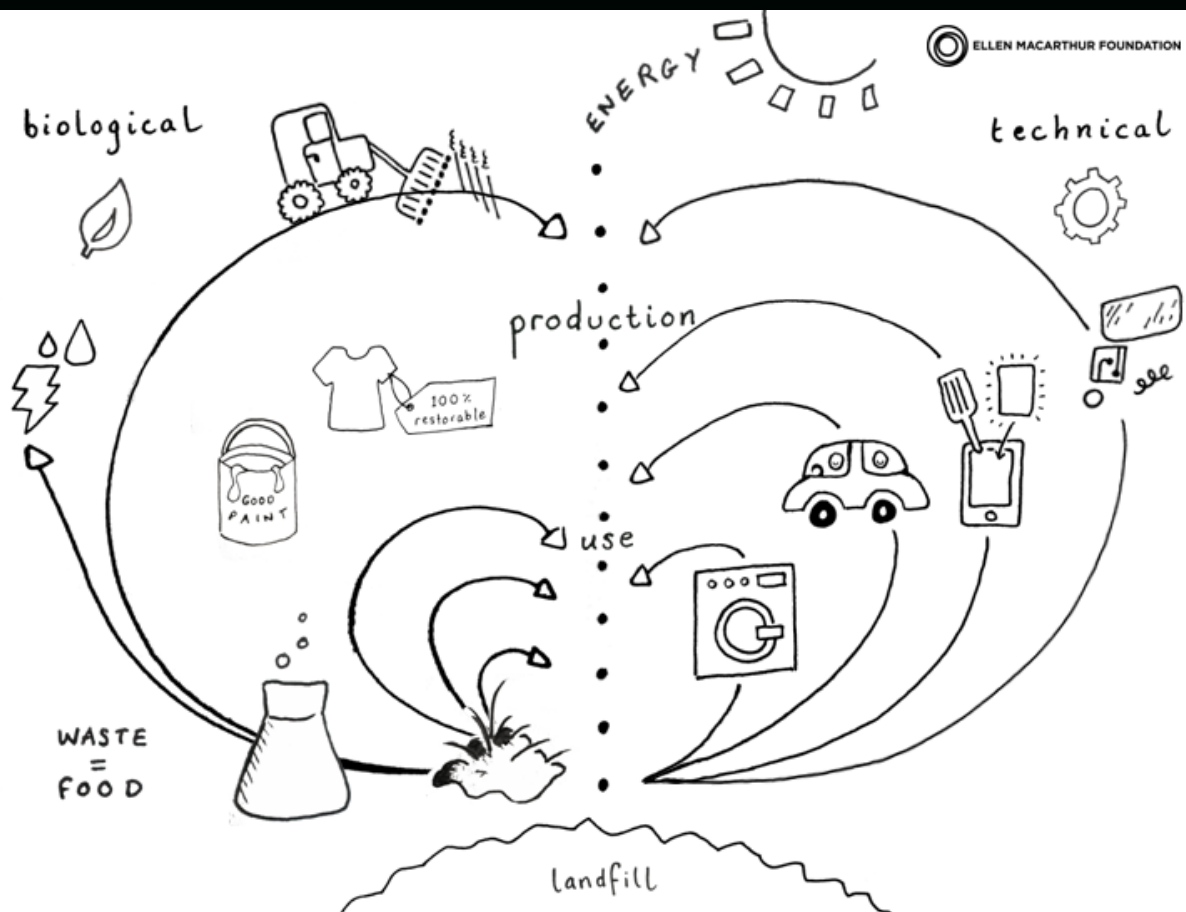 ELLEN MACARTHUR FOUNDATION
ENERGY
biological
technical
production
100%
restorable
GOOD
PAINT
use
WASTE
=
FOOD
landfill